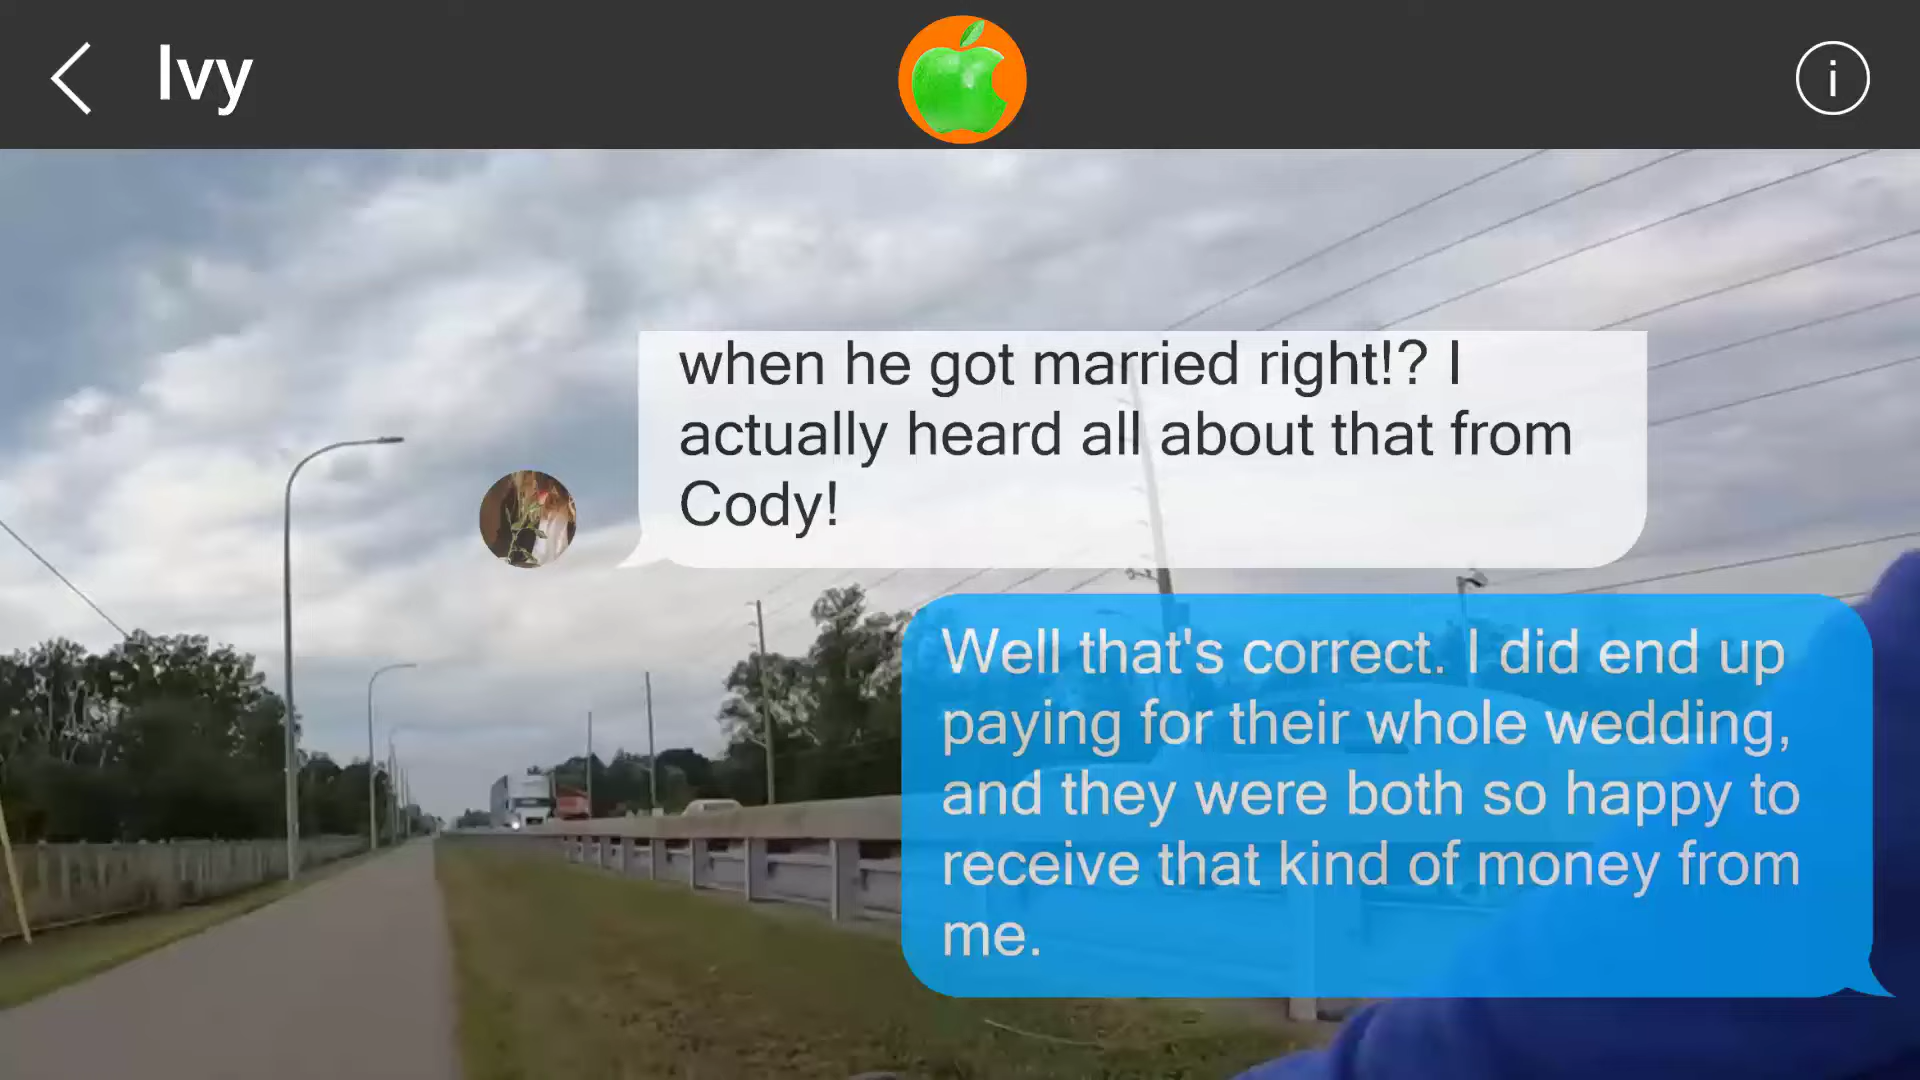 Ivy
i
when he got married right!? I
actually heard all about that from
Cody!
Well that's correct. I did end up
paying for their whole wedding,
and they were both so happy to
receive that kind of money from
me.